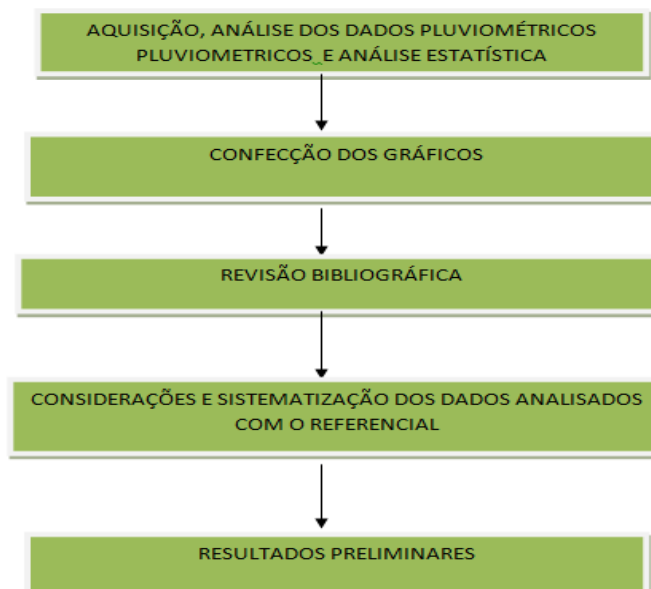 AQUISIÇÃO, ANÁLISE DOS DADOS PLUVIOMÉTRICOS
PLUVIOMETRICOS E ANÁLISE ESTATÍSTICA
CONFECÇÃO DOS GRÁFICOS
REVISÃO BIBLIOGRÁFICA
CONSIDERAÇÕES E SISTEMATIZAÇÃO DOS DADOS ANALISADOS
COM O REFERENCIAL
RESULTADOS PRELIMINARES